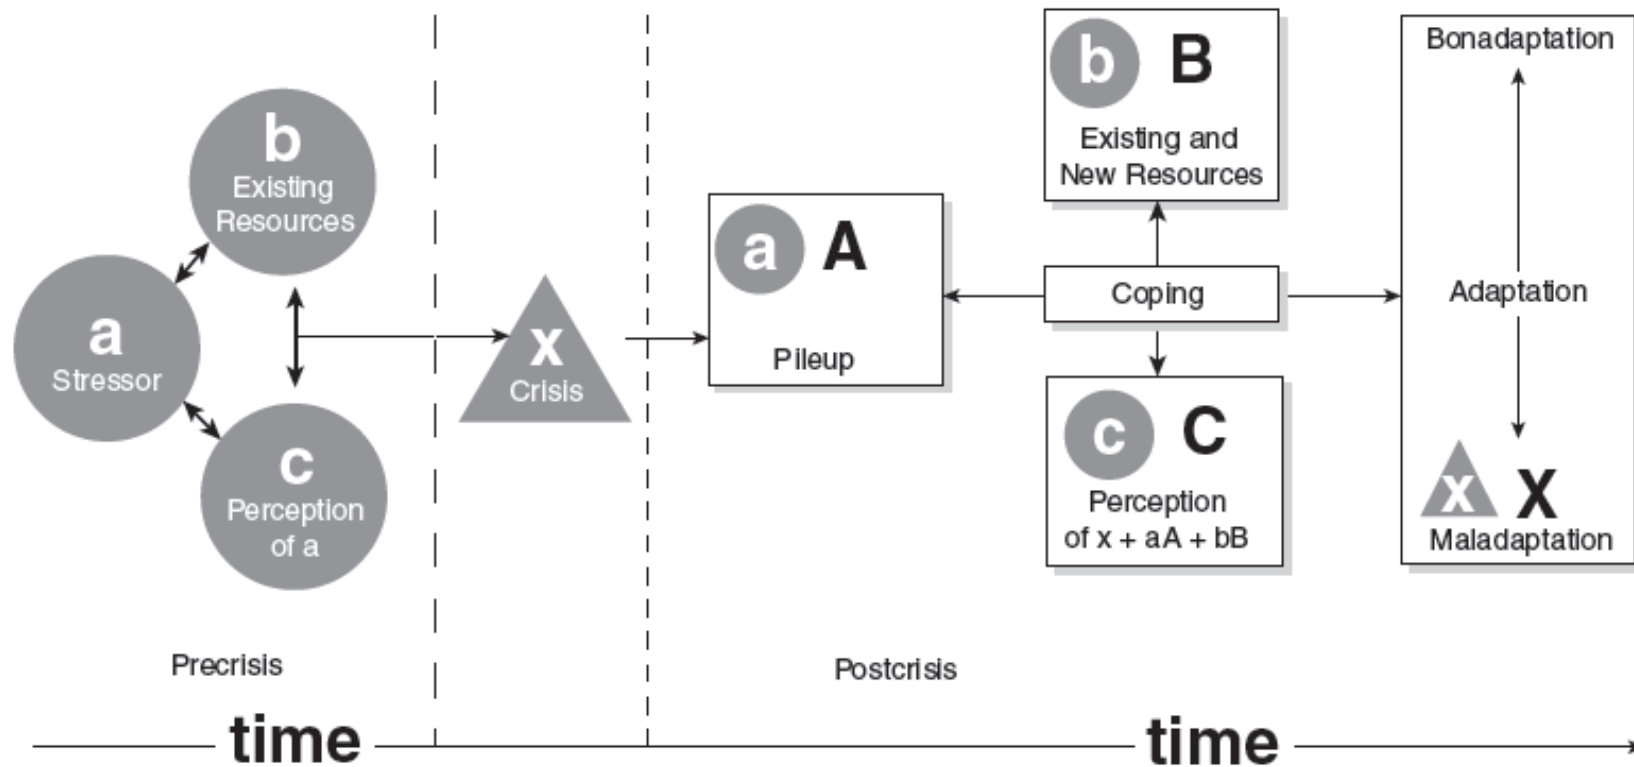 b
Existing
Resources
a
Stressor
c
Perception
of a
x
Crisis
a A
Pileup
b B
Existing and
New Resources
Coping
c C
Perception
of x + aA + bB
Bonadaptation
Adaptation
x X
Maladaptation
Precrisis
Postcrisis
time
time